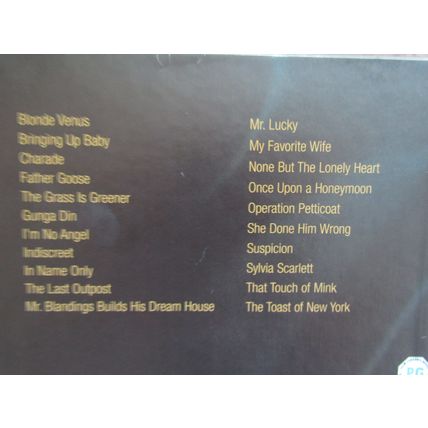 Blonde Venus
Bringing Up Baby
Charade
Father Goose
The Grass Is Greener
Gunga Din
I'm No Angel
Indiscreet
In Name Only
The Last Outpost
Mr. Blandings Builds His Dream House
Mr. Lucky
My Favorite Wife
None But The Lonely Heart
Once Upon a Honeymoon
Operation Petticoat
She Done Him Wrong
Suspicion
Sylvia Scarlett
That Touch of Mink
The Toast of New York
PG